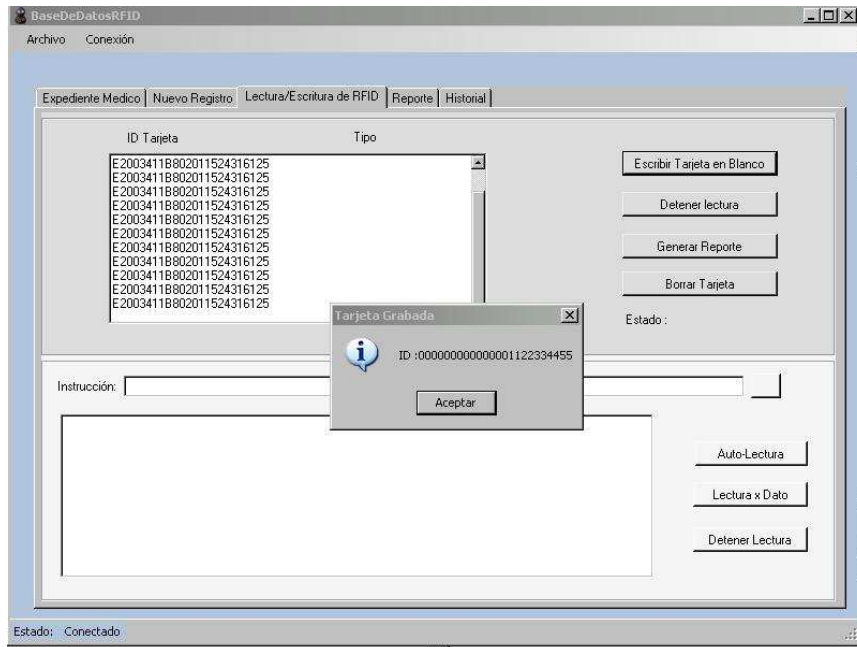 BaseDeDatosRFID
Archivo Conexión
Expediente Medico Nuevo Registro Lectura/Escritura de RFID Reporte Historial
ID Tarjeta Tipo
E2003411B802011524316125
E2003411B802011524316125
E2003411B802011524316125
E2003411B802011524316125
E2003411B802011524316125
E2003411B802011524316125
E2003411B802011524316125
E2003411B802011524316125
E2003411B802011524316125
E2003411B802011524316125
E2003411B802011524316125
Escribir Tarjeta en Blanco
Detener lectura
Generar Reporte
Borrar Tarjeta
Estado :
Tarjeta Grabada
ID :000000000000001122334455
Aceptar
Instrucción:
Auto-Lectura
Lectura x Dato
Detener Lectura
Estado: Conectado